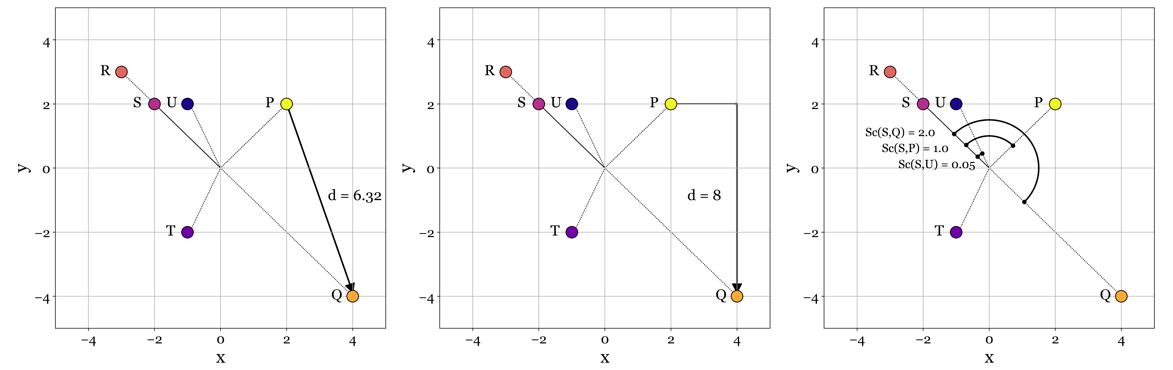 4
2
0
−2
−4
y
R
S
U
P
T
Q
d = 6.32
−4
−2
0
2
4
x
4
2
0
−2
−4
y
R
S
U
P
T
Q
d = 8
−4
−2
0
2
4
x
4
2
0
−2
−4
y
R
S
U
P
Sc(S,Q) = 2.0
Sc(S,P) = 1.0
Sc(S,U) = 0.05
T
Q
−4
−2
0
2
4
x